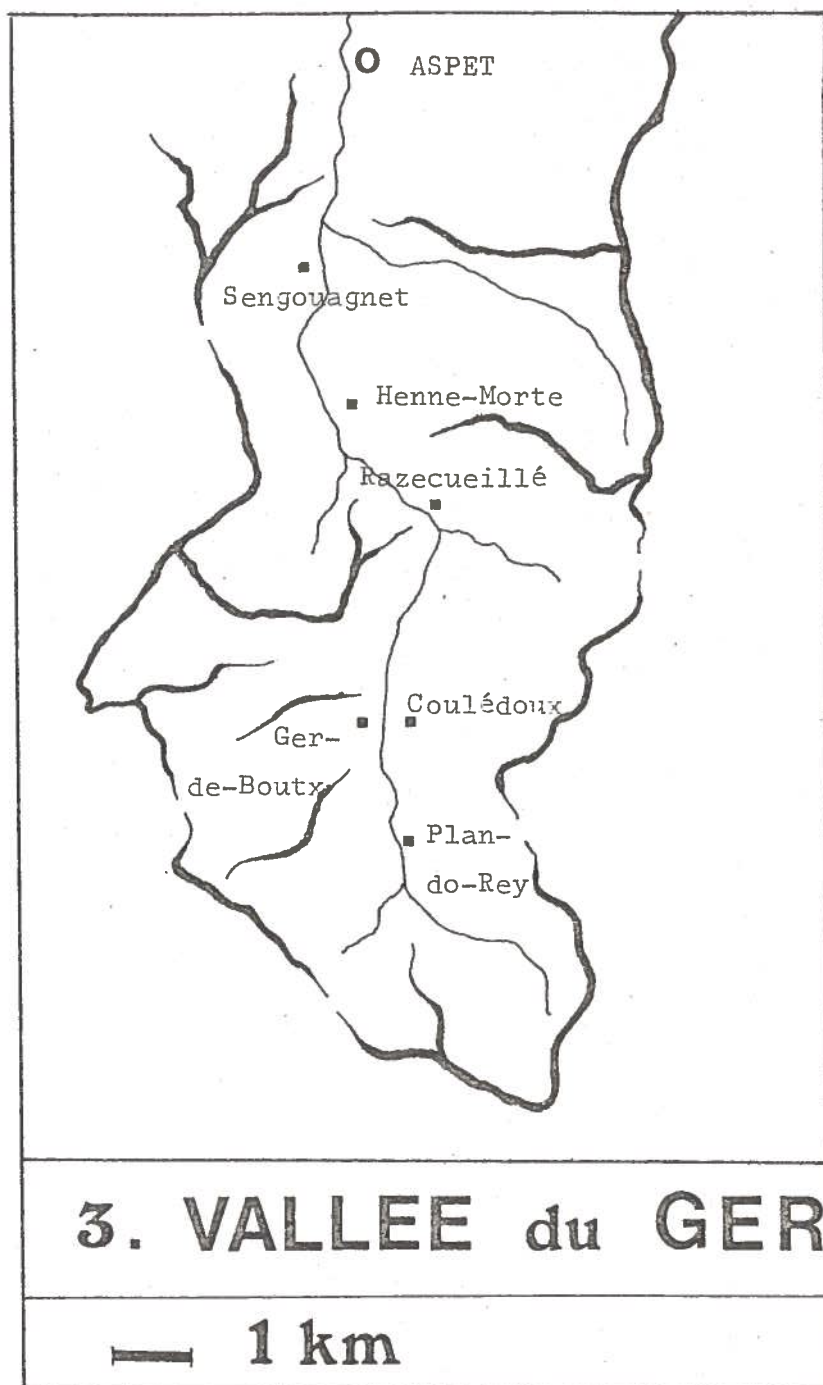 O ASPET
Sengouagnet
Henne-Morte
Razecueillé
Coulédoux
Ger-
de-Boutx
Plan-
do-Rey
3. VALLEE du GER
1 km